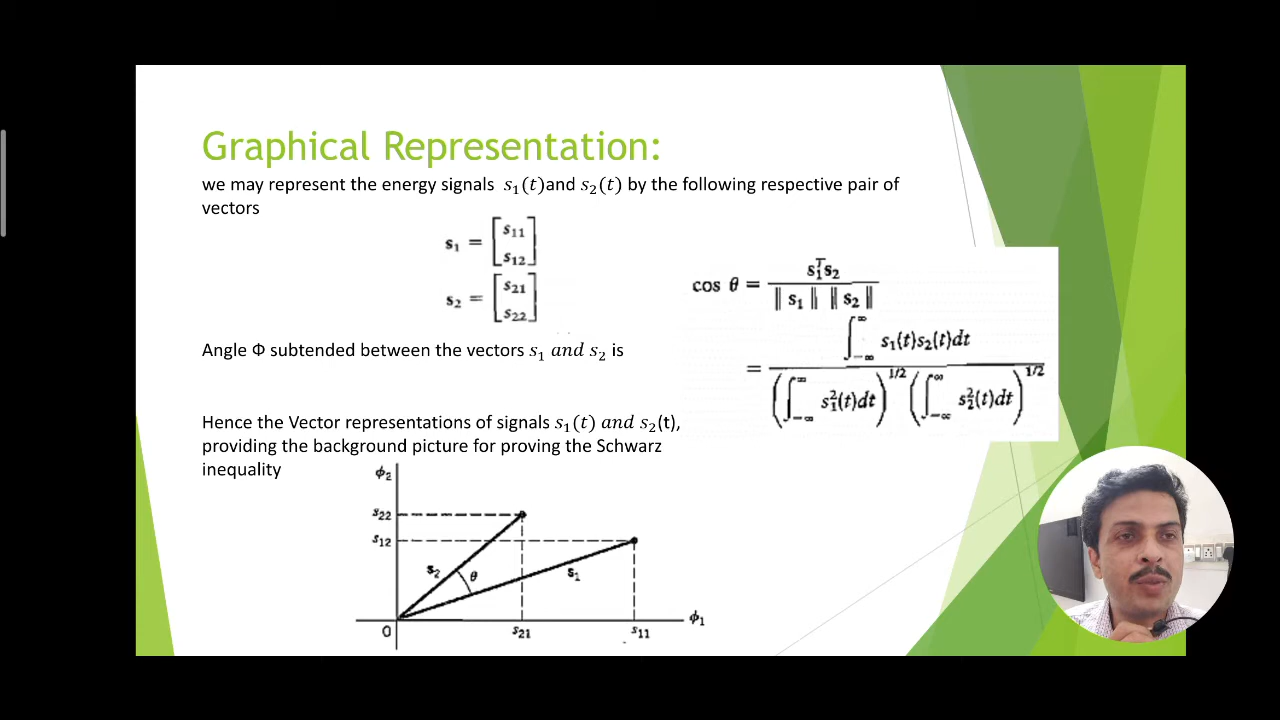 Graphical Representation:
we may represent the energy signals s₁(t)and s₂(t) by the following respective pair of
vectors
s₁ = [s₁₁
s₁₂]
s₂ = [s₂₁
s₂₂]
cos θ = s₁ᵀs₂ / ‖ s₁ ‖ ‖ s₂ ‖
= ∫_{-∞}^{∞} s₁(t)s₂(t)dt / (∫_{-∞}^{∞} s₁²(t)dt)^{1/2} (∫_{-∞}^{∞} s₂²(t)dt)^{1/2}
Angle Φ subtended between the vectors s₁ and s₂ is
Hence the Vector representations of signals s₁(t) and s₂(t),
providing the background picture for proving the Schwarz
inequality
ϕ₂
s₂₂
s₁₂
s₂
θ
s₁
O
s₂₁
s₁₁
ϕ₁